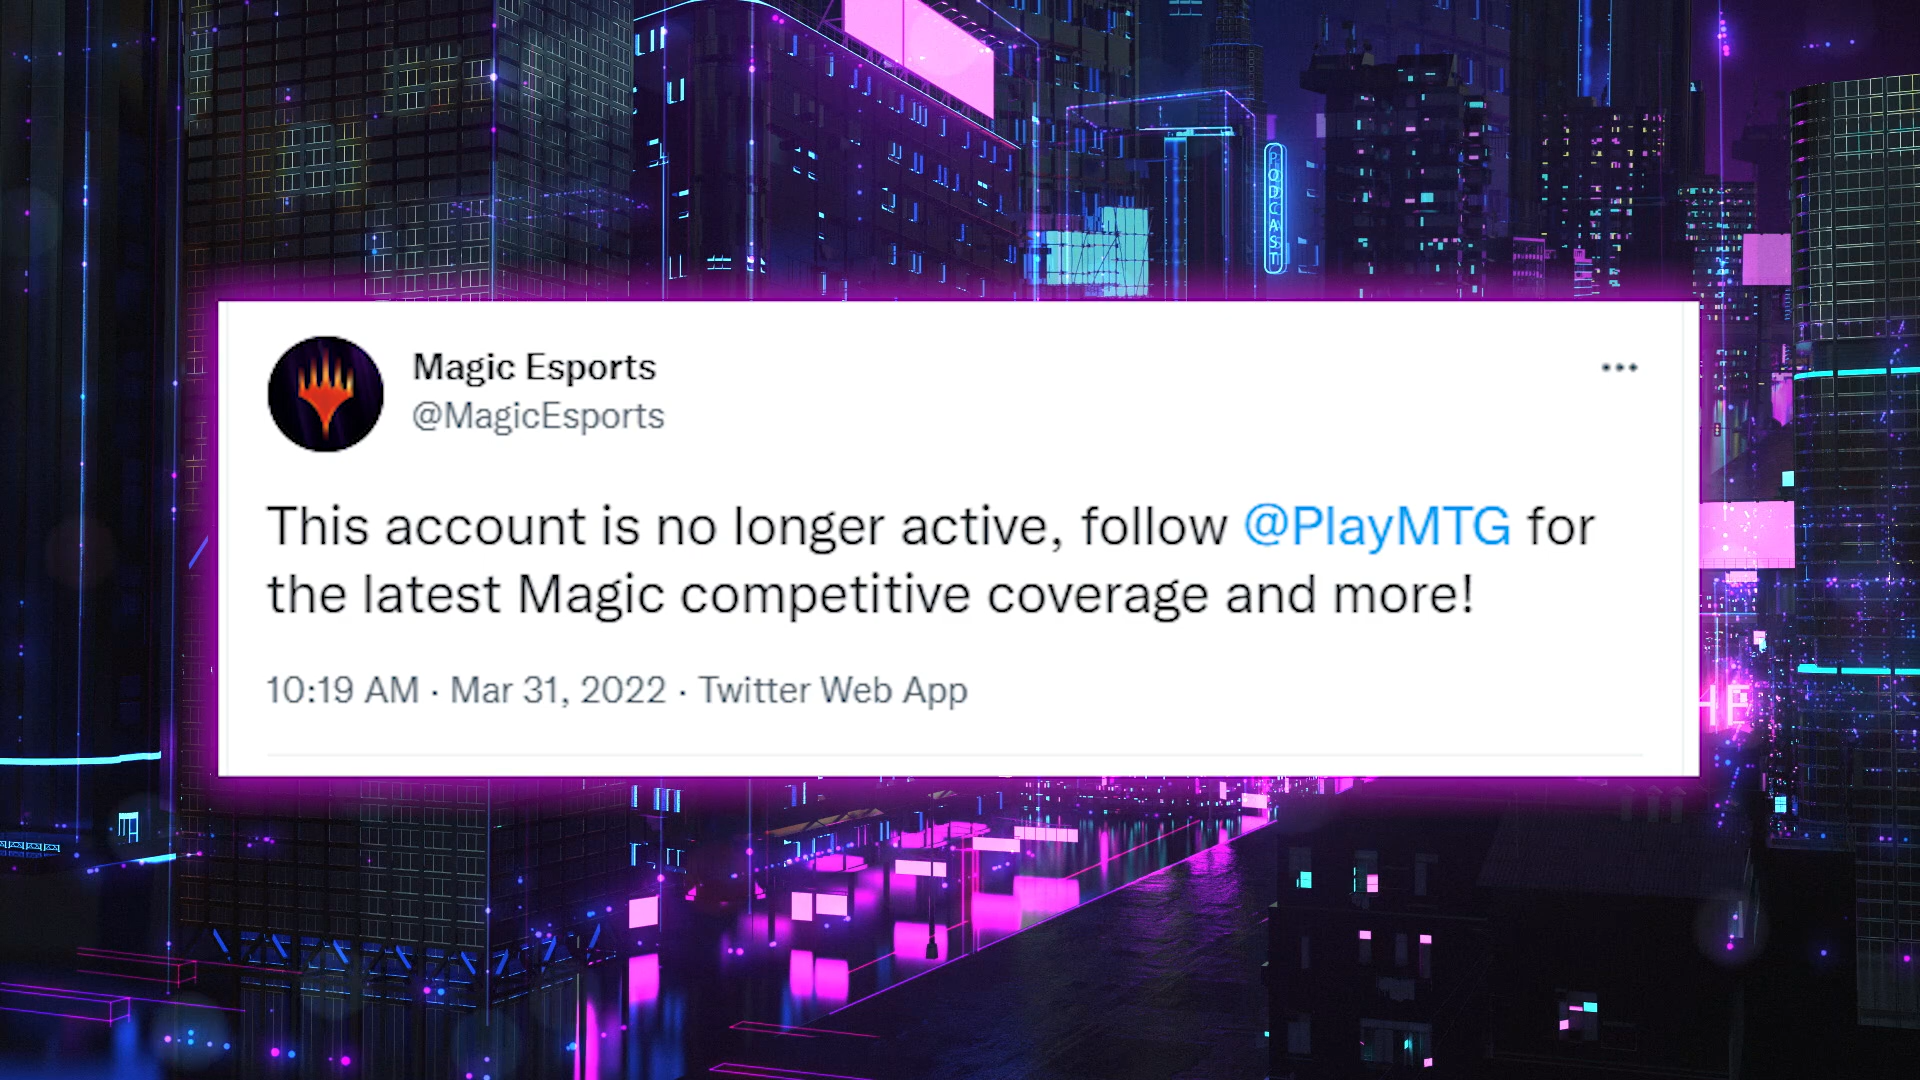 PODCAST
Magic Esports
@MagicEsports
This account is no longer active, follow @PlayMTG for
the latest Magic competitive coverage and more!
10:19 AM · Mar 31, 2022 · Twitter Web App